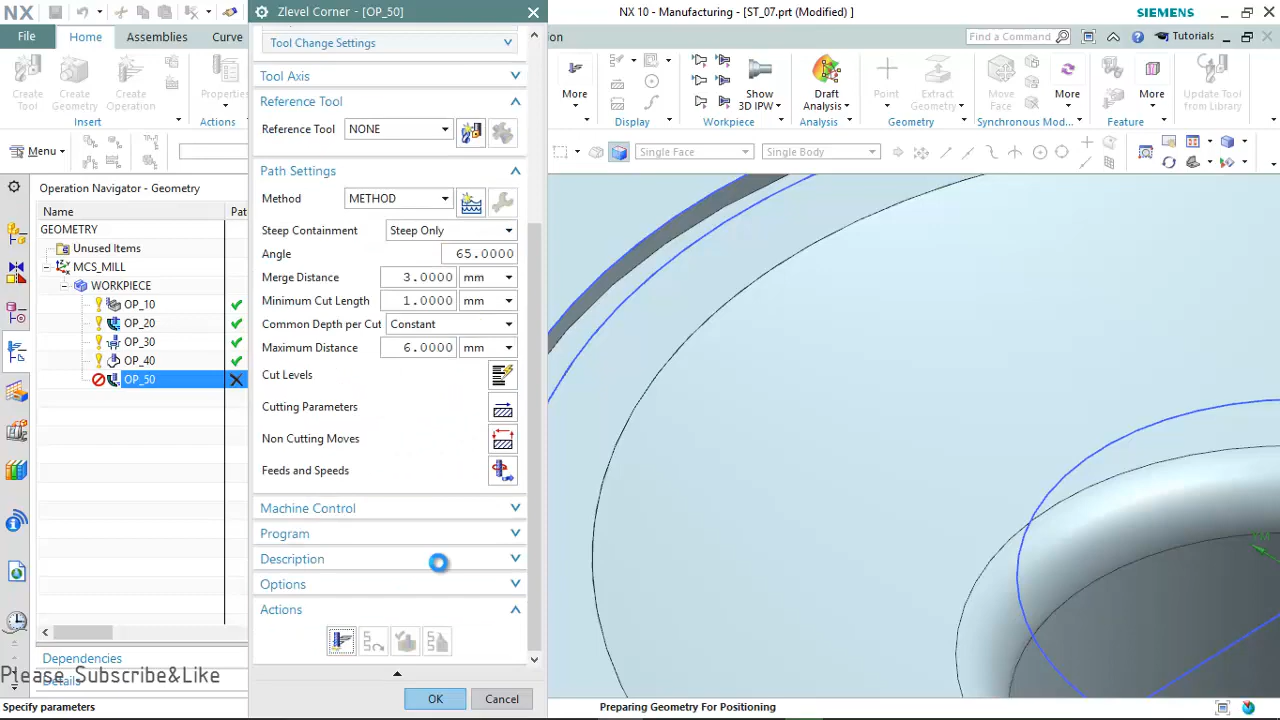 NX
Zlevel Corner - [OP_50]
NX 10 - Manufacturing - [ST_07.prt (Modified) ]
SIEMENS
File
Home
Assemblies
Curve
Find a Command
Tutorials
Create Tool
Create Geometry
Create Operation
Properties
Insert
Actions
More
Show 3D IPW
Draft Analysis
Point
Extract Geometry
Move Face
More
More
Update Tool from Library
Display
Workpiece
Analysis
Geometry
Synchronous Mod...
Feature
Menu
Single Face
Single Body
Operation Navigator - Geometry
Name
Pat
GEOMETRY
Unused Items
MCS_MILL
WORKPIECE
OP_10
OP_20
OP_30
OP_40
OP_50
Dependencies
Details
Tool Change Settings
Tool Axis
Reference Tool
Reference Tool
NONE
Path Settings
Method
METHOD
Steep Containment
Steep Only
Angle
65.0000
Merge Distance
3.0000
mm
Minimum Cut Length
1.0000
mm
Common Depth per Cut
Constant
Maximum Distance
6.0000
mm
Cut Levels
Cutting Parameters
Non Cutting Moves
Feeds and Speeds
Machine Control
Program
Description
Options
Actions
OK
Cancel
Please Subscribe&Like
Specify parameters
Preparing Geometry For Positioning